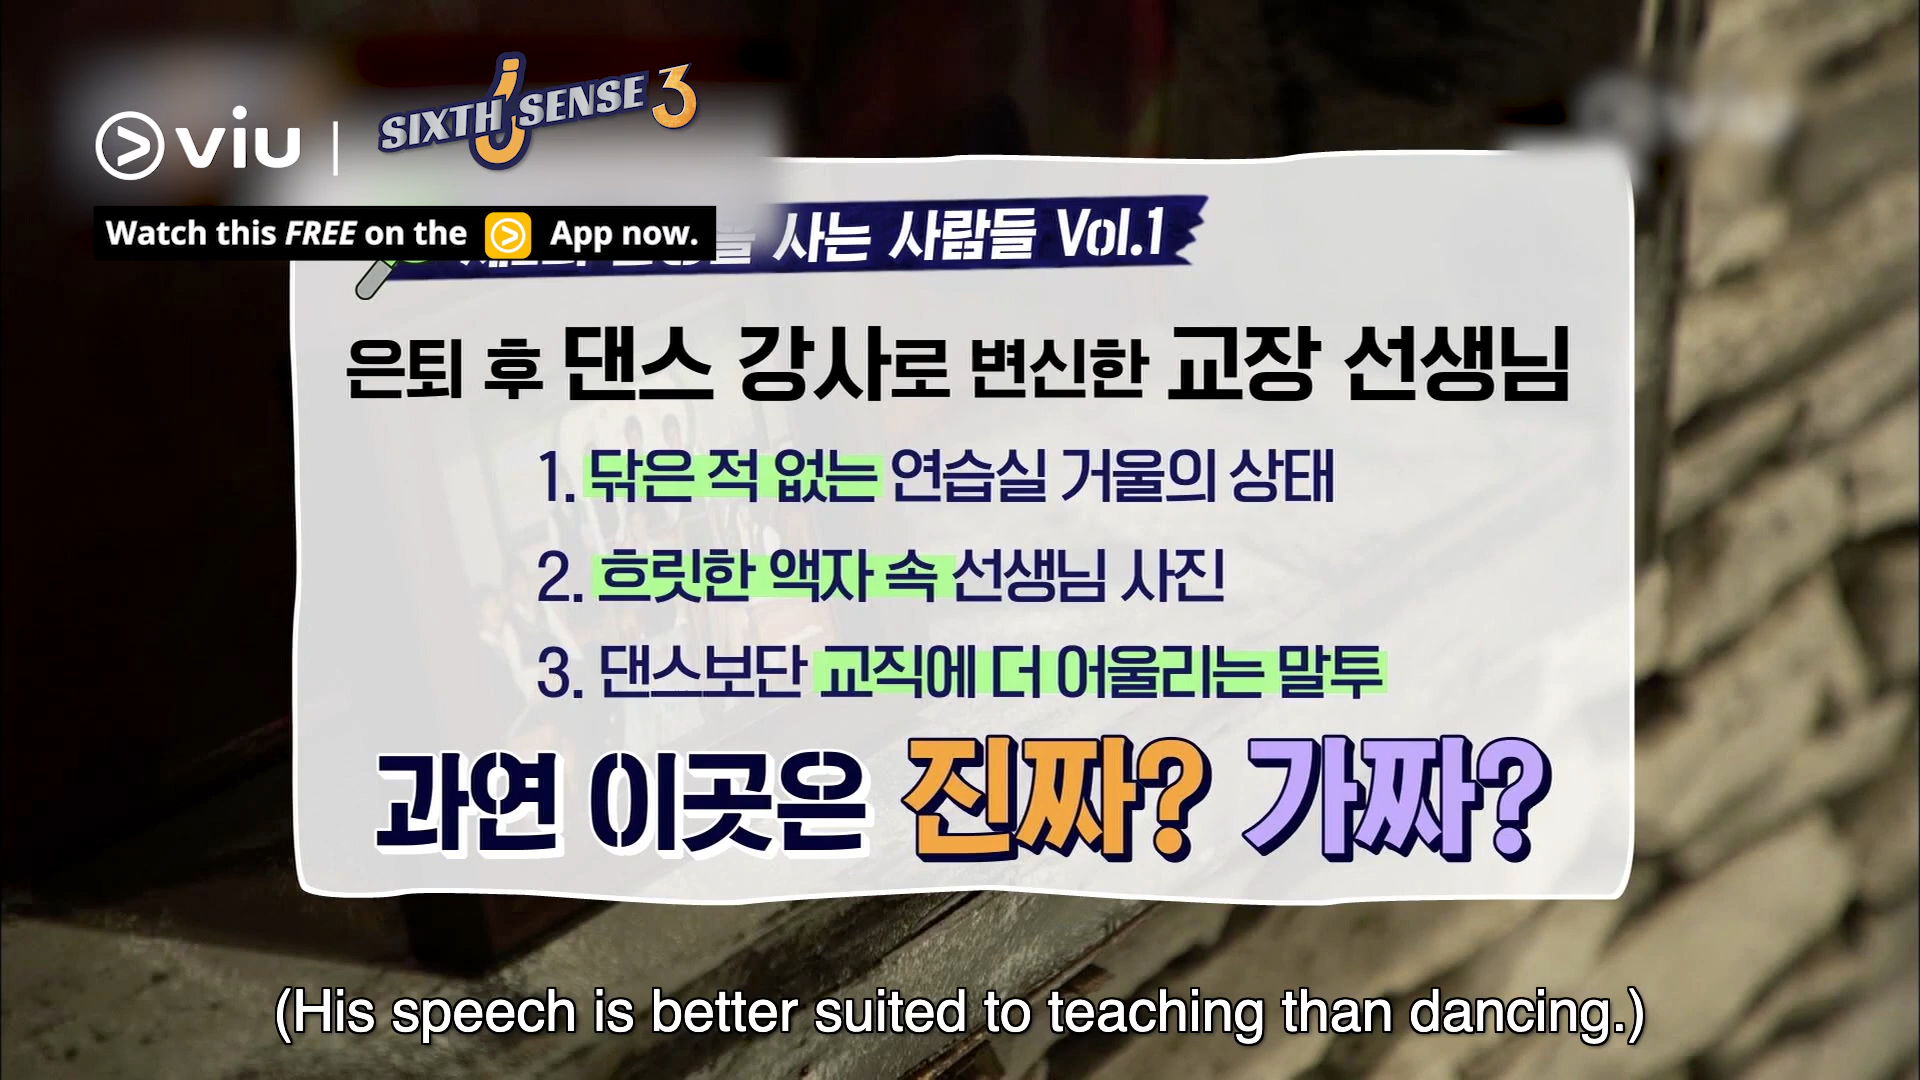 viu | SIXTH SENSE 3
Watch this FREE on the App now.
사는 사람들 Vol.1
은퇴 후 댄스 강사로 변신한 교장 선생님
1. 닦은 적 없는 연습실 거울의 상태
2. 흐릿한 액자 속 선생님 사진
3. 댄스보단 교직에 더 어울리는 말투
과연 이곳은 진짜? 가짜?
(His speech is better suited to teaching than dancing.)